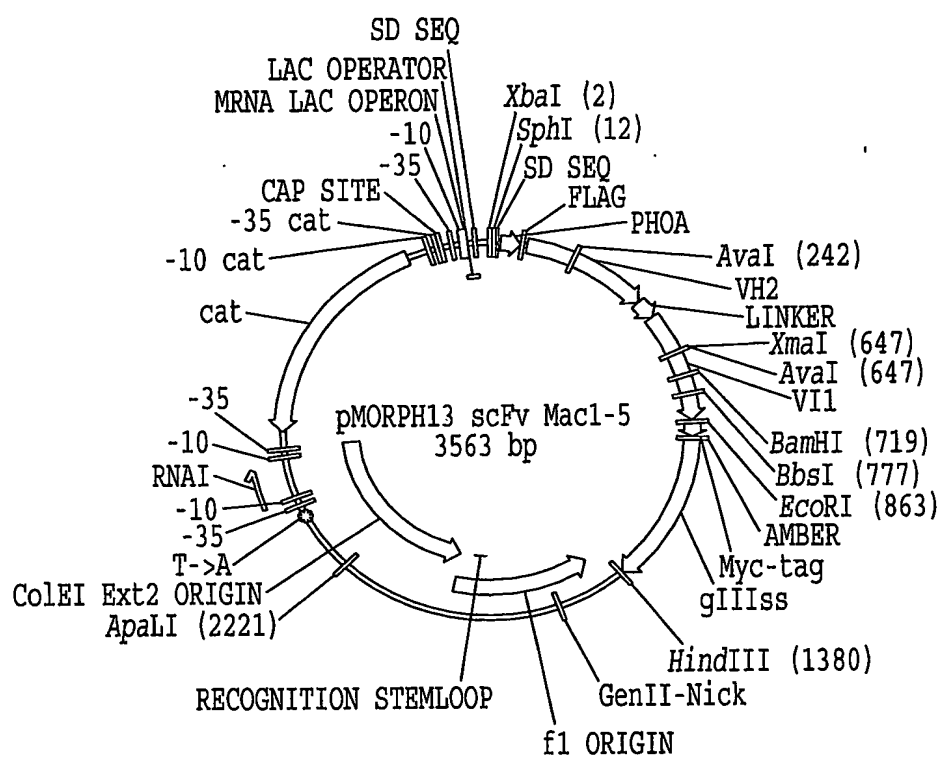 SD SEQ
LAC OPERATOR
MRNA LAC OPERON
-10
-35
CAP SITE
-35 cat
-10 cat
cat
XbaI (2)
SphI (12)
SD SEQ
FLAG
PHOA
AvaI (242)
VH2
LINKER
XmaI (647)
AvaI (647)
VI1
BamHI (719)
BbsI (777)
EcoRI (863)
AMBER
Myc-tag
gIIIss
HindIII (1380)
GenII-Nick
f1 ORIGIN
RECOGNITION STEMLOOP
pMORPH13 scFv Mac1-5
3563 bp
-35
-10
RNAI
-10
-35
T->A
ColEI Ext2 ORIGIN
ApaLI (2221)